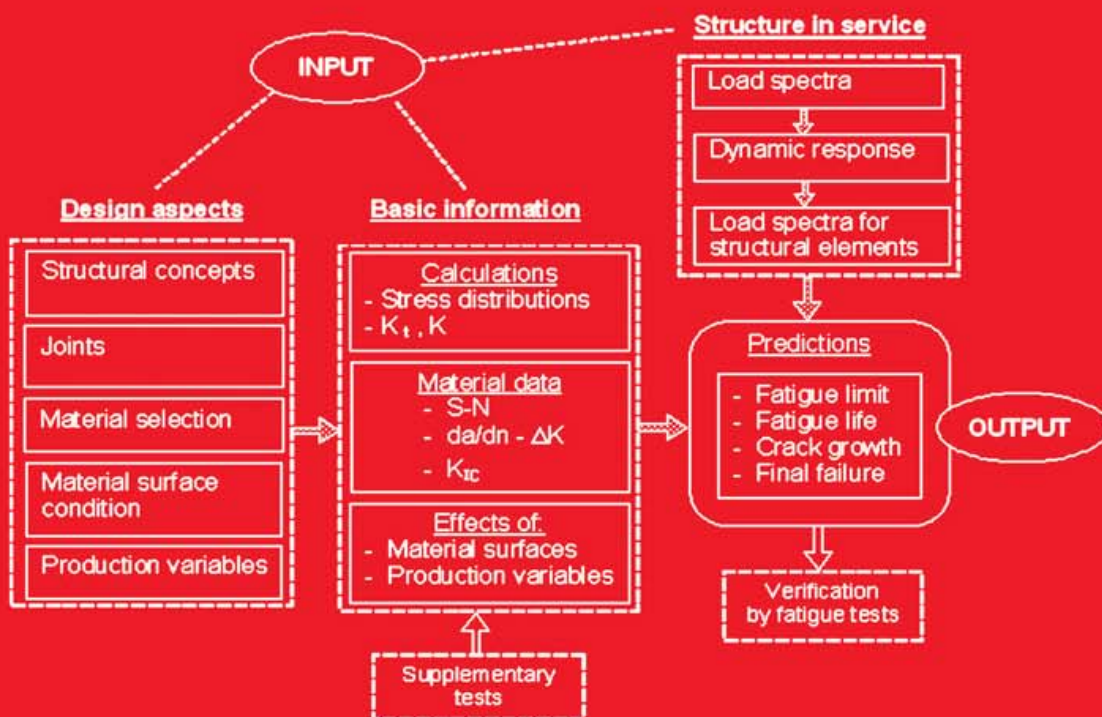 Structure in service
INPUT
Load spectra
Dynamic response
Load spectra for
structural elements
Design aspects
Structural concepts
Joints
Material selection
Material surface
condition
Production variables
Basic information
Calculations
- Stress distributions
- Kt , K
Material data
- S-N
- da/dn - ΔK
- KIC
Effects of:
- Material surfaces
- Production variables
Supplementary
tests
Predictions
- Fatigue limit
- Fatigue life
- Crack growth
- Final failure
OUTPUT
Verification
by fatigue tests